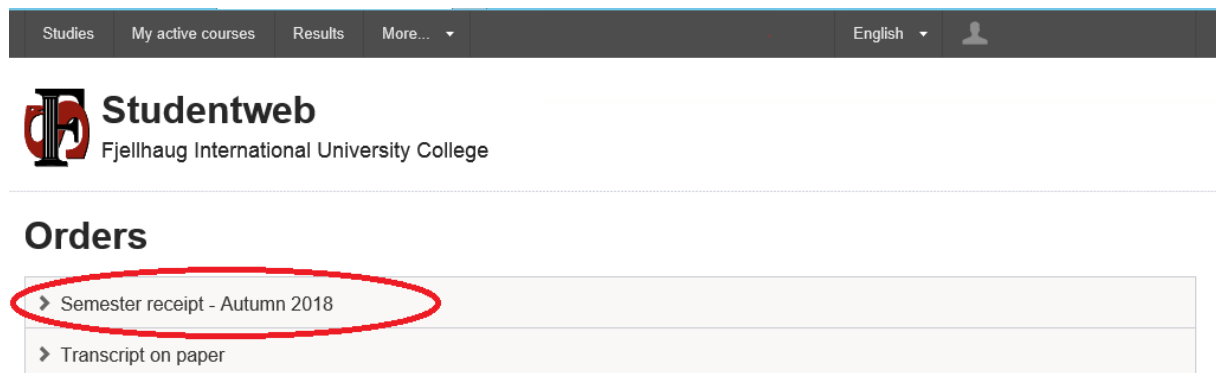 Studies My active courses Results More... English
Studentweb
Fjellhaug International University College
Orders
Semester receipt - Autumn 2018
Transcript on paper